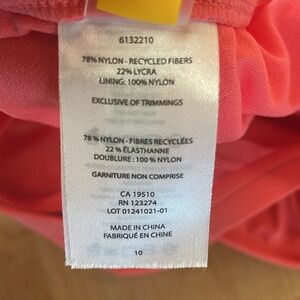 6132210
78% NYLON - RECYCLED FIBERS
22% LYCRA
LINING: 100% NYLON
EXCLUSIVE OF TRIMMINGS
78 % NYLON - FIBRES RECYCLÉES
22 % ÉLASTHANNE
DOUBLURE : 100 % NYLON
GARNITURE NON COMPRISE
CA 19510
RN 123274
LOT 01241021-01
MADE IN CHINA
FABRIQUÉ EN CHINE
10